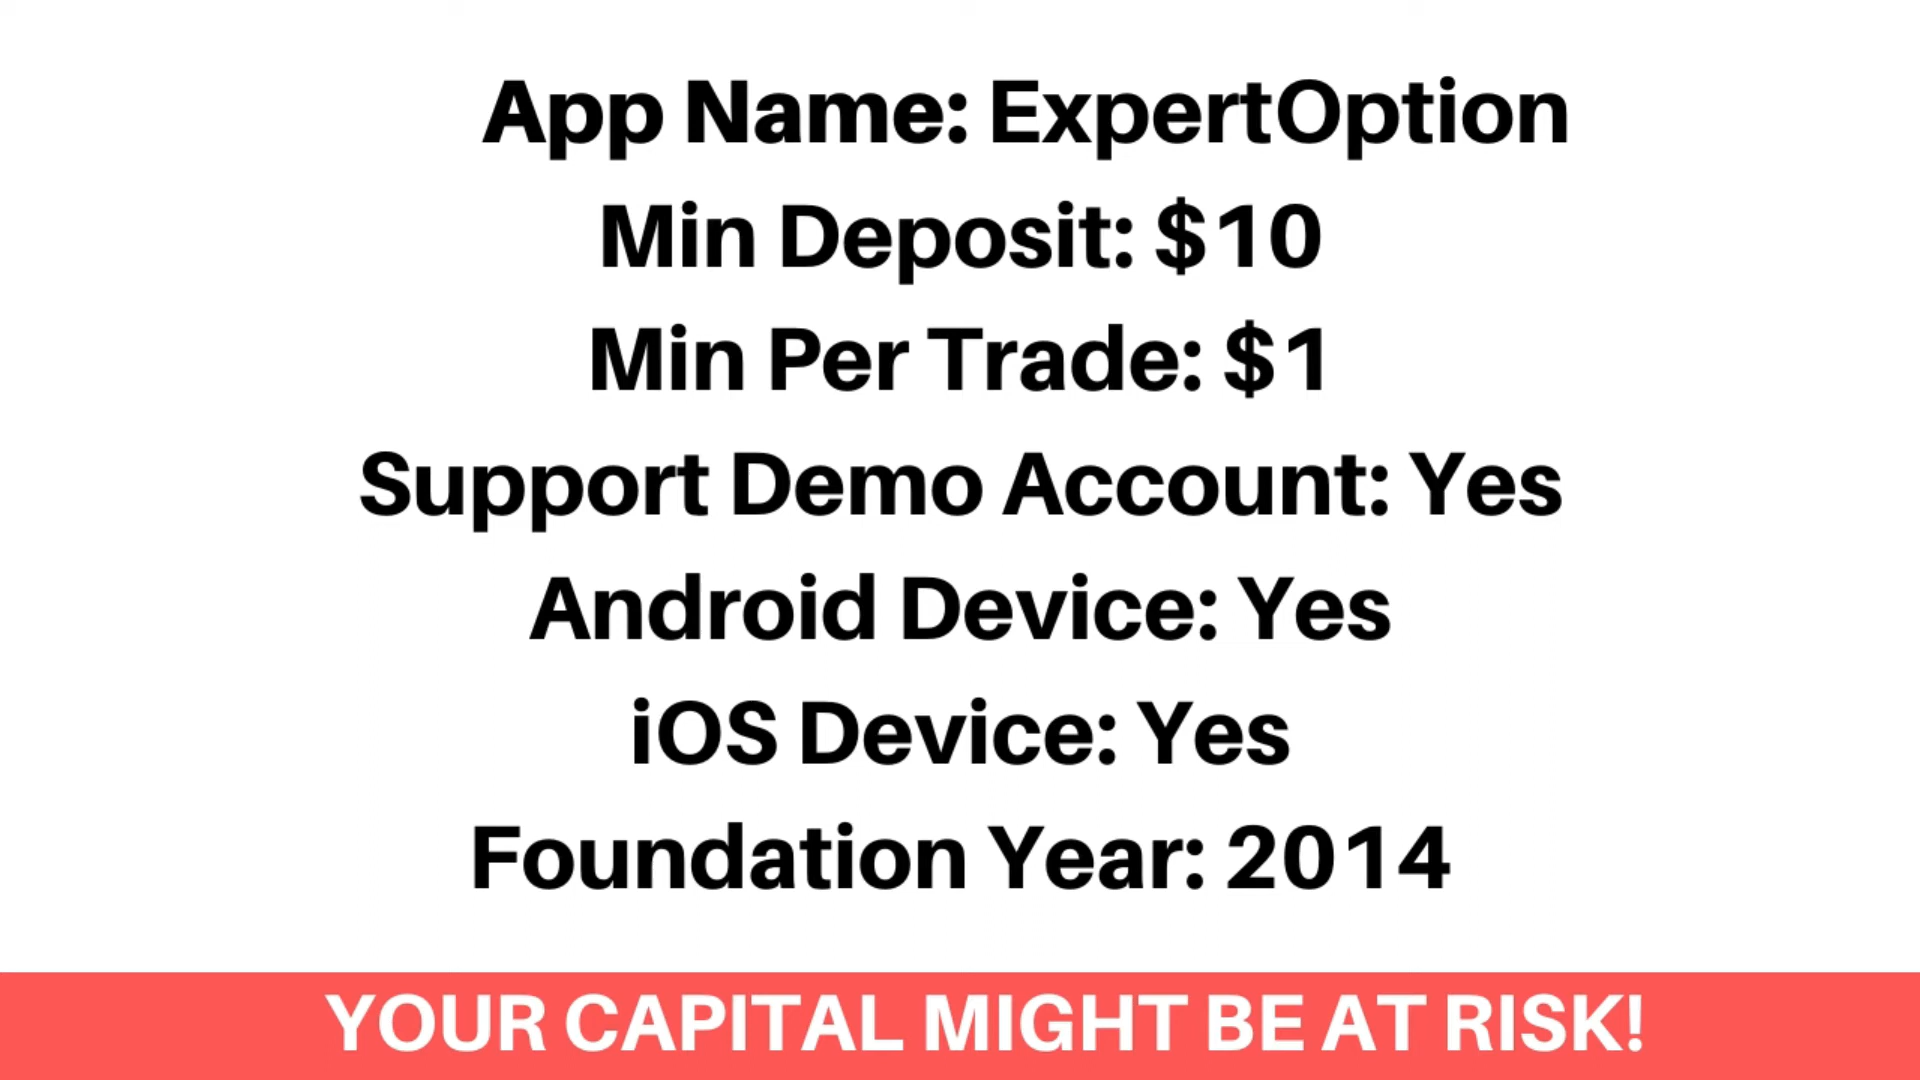 App Name: ExpertOption
Min Deposit: $10
Min Per Trade: $1
Support Demo Account: Yes
Android Device: Yes
iOS Device: Yes
Foundation Year: 2014
YOUR CAPITAL MIGHT BE AT RISK!